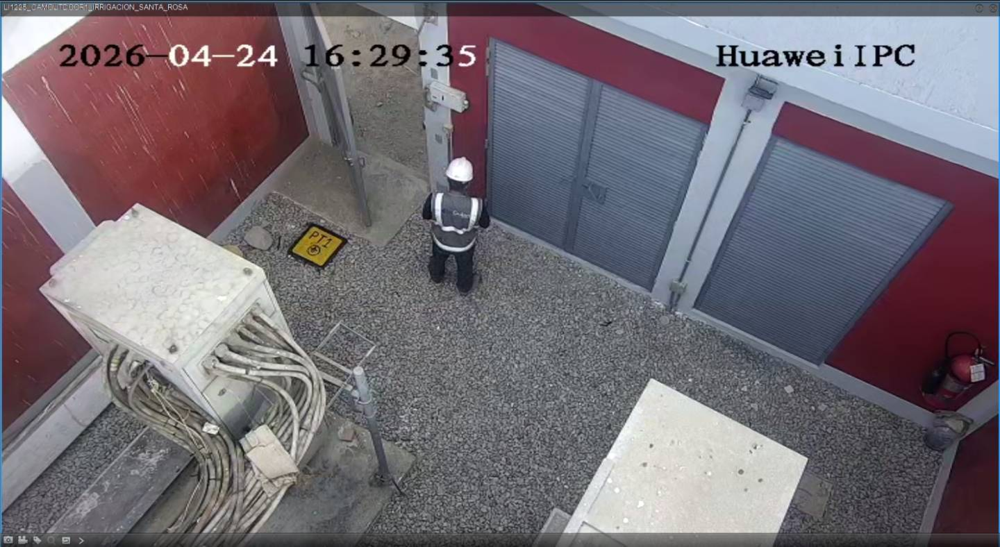 LI1225_CAMOUTDOOR1_IRRIGACION_SANTA_ROSA
2026-04-24 16:29:35
HuaweiIPC
PT1